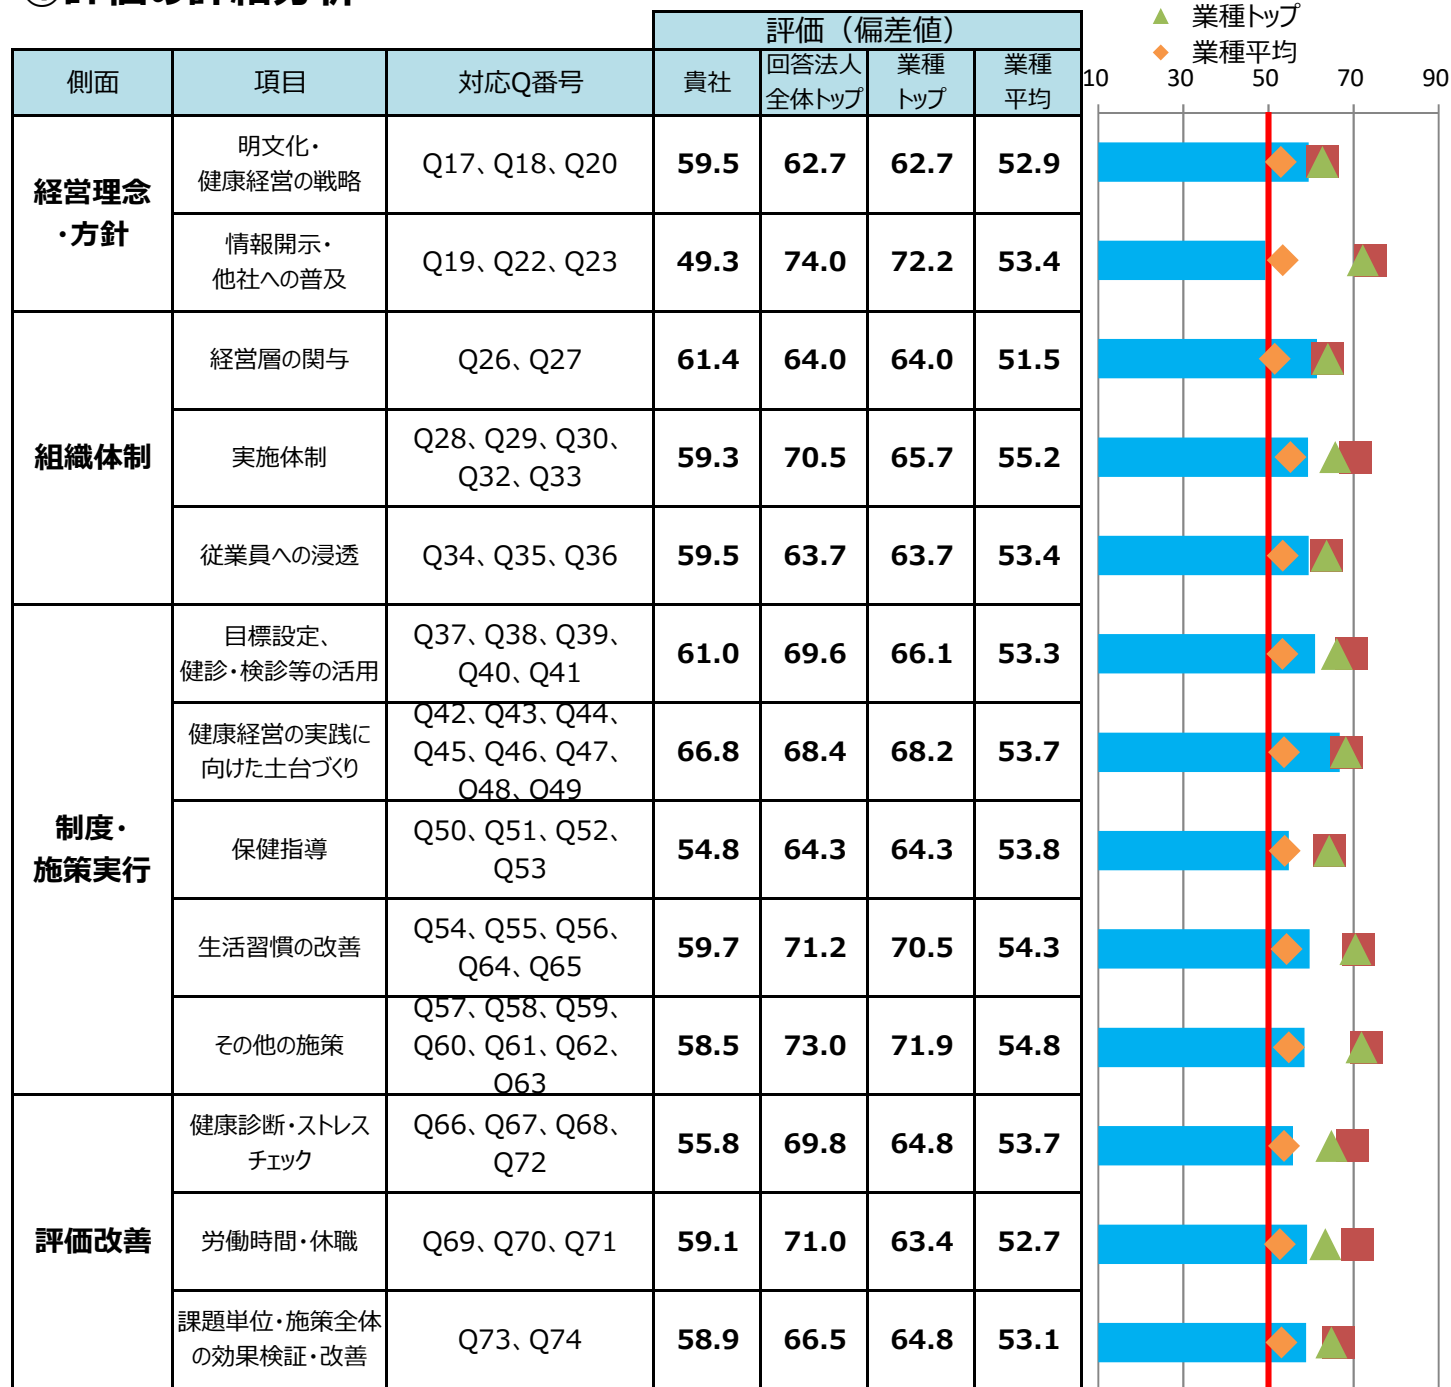 ①評価の詳細分析
▲ 業種トップ
◆ 業種平均
評価（偏差値）
側面 項目 対応Q番号 貴社 回答法人全体トップ 業種トップ 業種平均
10 30 50 70 90
経営理念・方針
明文化・健康経営の戦略 Q17、Q18、Q20 59.5 62.7 62.7 52.9
情報開示・他社への普及 Q19、Q22、Q23 49.3 74.0 72.2 53.4
組織体制
経営層の関与 Q26、Q27 61.4 64.0 64.0 51.5
実施体制 Q28、Q29、Q30、Q32、Q33 59.3 70.5 65.7 55.2
従業員への浸透 Q34、Q35、Q36 59.5 63.7 63.7 53.4
制度・施策実行
目標設定、健診・検診等の活用 Q37、Q38、Q39、Q40、Q41 61.0 69.6 66.1 53.3
健康経営の実践に向けた土台づくり Q42、Q43、Q44、Q45、Q46、Q47、Q48、Q49 66.8 68.4 68.2 53.7
保健指導 Q50、Q51、Q52、Q53 54.8 64.3 64.3 53.8
生活習慣の改善 Q54、Q55、Q56、Q64、Q65 59.7 71.2 70.5 54.3
その他の施策 Q57、Q58、Q59、Q60、Q61、Q62、Q63 58.5 73.0 71.9 54.8
評価改善
健康診断・ストレスチェック Q66、Q67、Q68、Q72 55.8 69.8 64.8 53.7
労働時間・休職 Q69、Q70、Q71 59.1 71.0 63.4 52.7
課題単位・施策全体の効果検証・改善 Q73、Q74 58.9 66.5 64.8 53.1